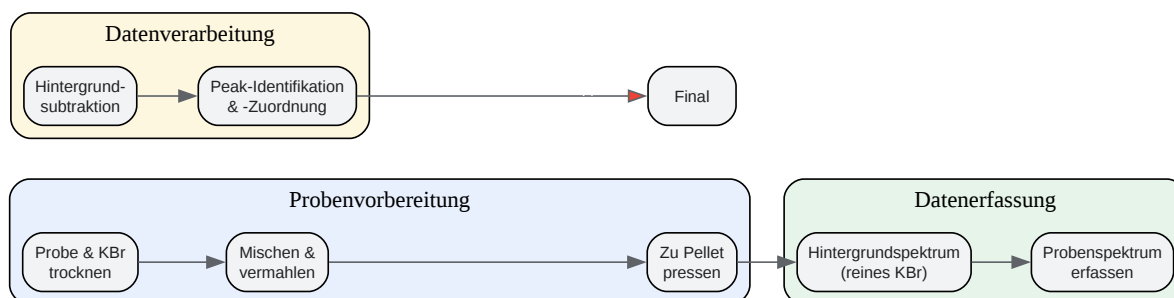 Datenverarbeitung
Hintergrund-
subtraktion
Peak-Identifikation
& -Zuordnung
Final
Probenvorbereitung
Probe & KBr
trocknen
Mischen &
vermahlen
Zu Pellet
pressen
Datenerfassung
Hintergrundspektrum
(reines KBr)
Probenspektrum
erfassen